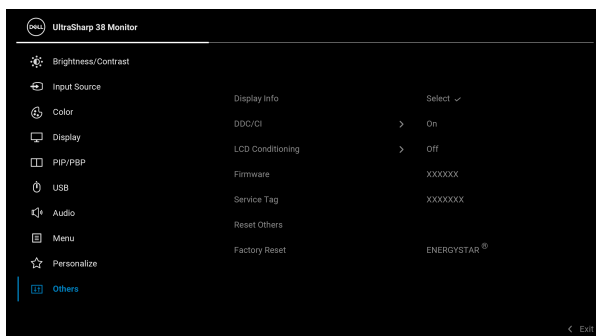 DELL UltraSharp 38 Monitor
Brightness/Contrast
Input Source
Display Info Select ✓
Color
DDC/CI > On
Display
LCD Conditioning > Off
PIP/PBP
Firmware XXXXXX
USB
Service Tag XXXXXXX
Audio
Reset Others
Menu
Factory Reset ENERGYSTAR ®
Personalize
Others
< Exit